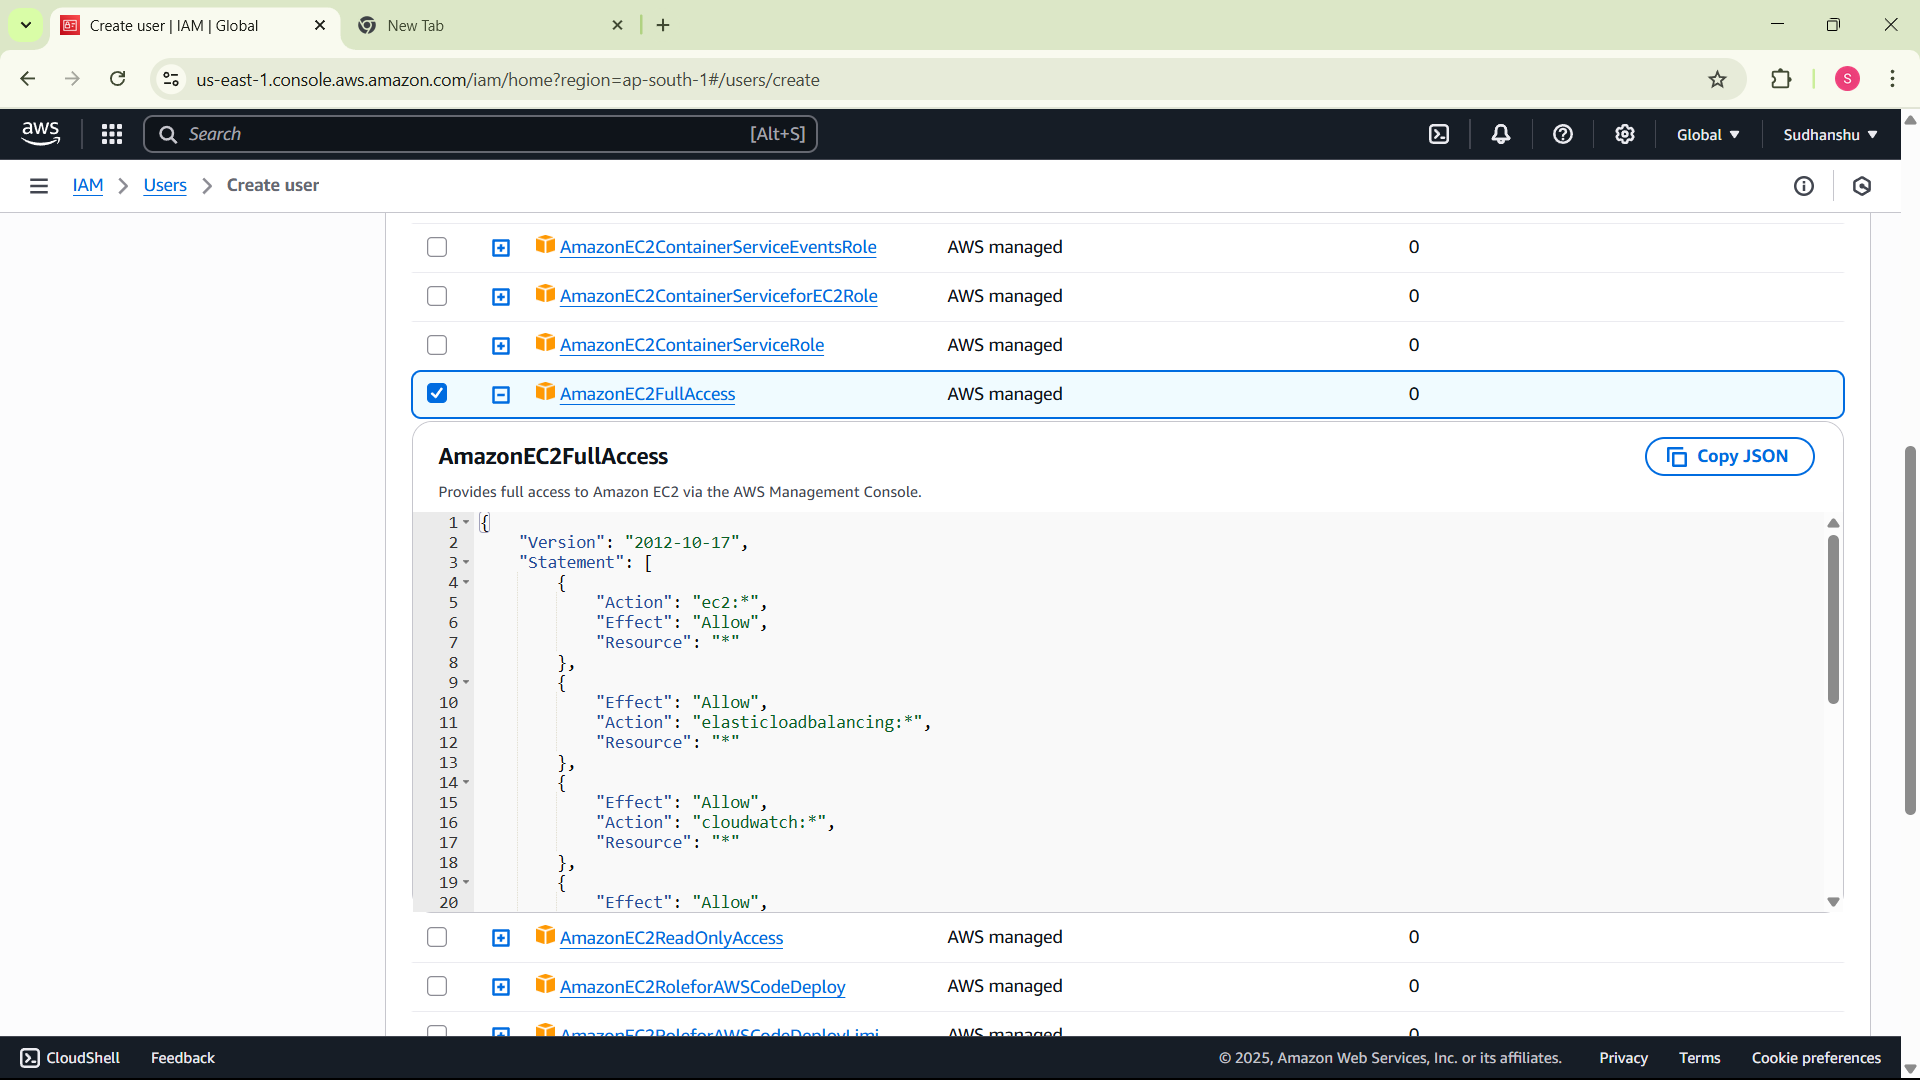 Create user | IAM | Global
New Tab
us-east-1.console.aws.amazon.com/iam/home?region=ap-south-1#/users/create
S
aws
Search
[Alt+S]
Global
Sudhanshu
IAM
Users
Create user
AmazonEC2ContainerServiceEventsRole AWS managed 0
AmazonEC2ContainerServiceforEC2Role AWS managed 0
AmazonEC2ContainerServiceRole AWS managed 0
AmazonEC2FullAccess AWS managed 0
AmazonEC2FullAccess
Copy JSON
Provides full access to Amazon EC2 via the AWS Management Console.
1 {
2 "Version": "2012-10-17",
3 "Statement": [
4 {
5 "Action": "ec2:*",
6 "Effect": "Allow",
7 "Resource": "*"
8 },
9 {
10 "Effect": "Allow",
11 "Action": "elasticloadbalancing:*",
12 "Resource": "*"
13 },
14 {
15 "Effect": "Allow",
16 "Action": "cloudwatch:*",
17 "Resource": "*"
18 },
19 {
20 "Effect": "Allow",
AmazonEC2ReadOnlyAccess AWS managed 0
AmazonEC2RoleforAWSCodeDeploy AWS managed 0
AmazonEC2RoleforAWSCodeDeployLimi AWS managed 0
CloudShell
Feedback
© 2025, Amazon Web Services, Inc. or its affiliates.
Privacy
Terms
Cookie preferences